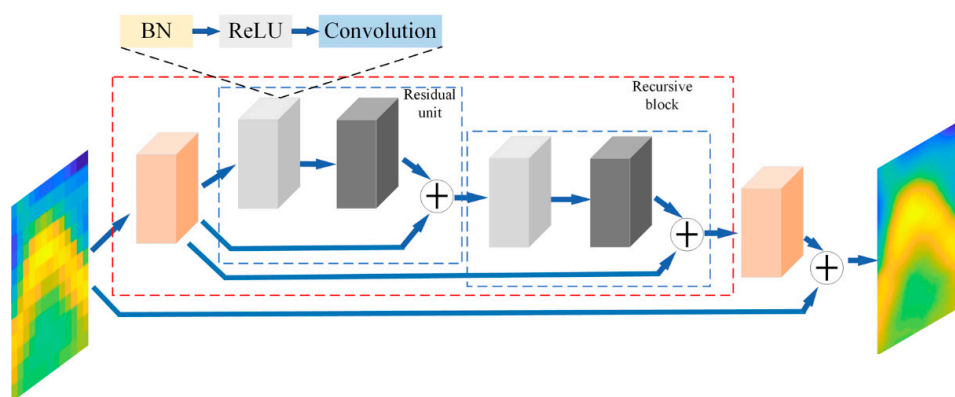 BN
ReLU
Convolution
Residual
unit
Recursive
block
+
+
+